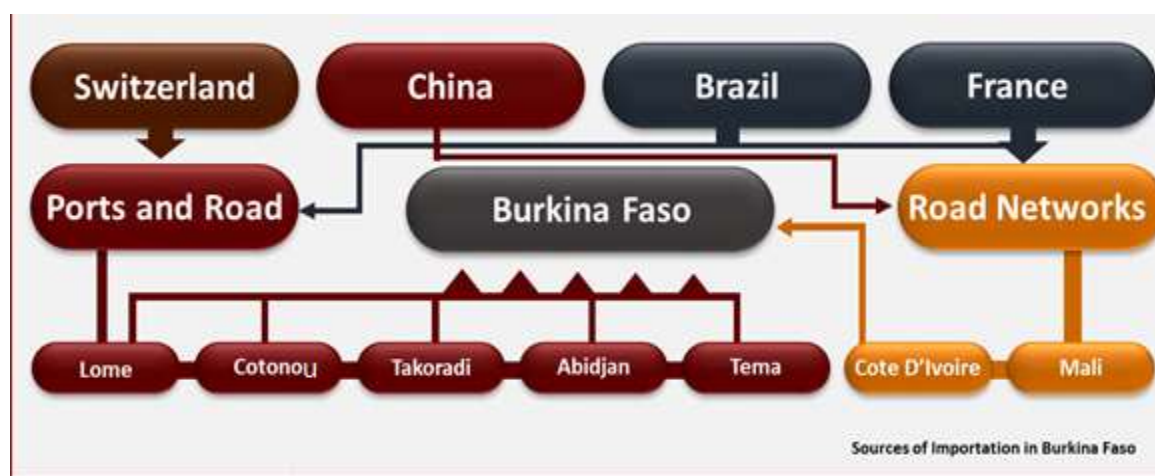 Switzerland
China
Brazil
France
Ports and Road
Burkina Faso
Road Networks
Lome
Cotonou
Takoradi
Abidjan
Tema
Cote D'Ivoire
Mali
Sources of Importation in Burkina Faso